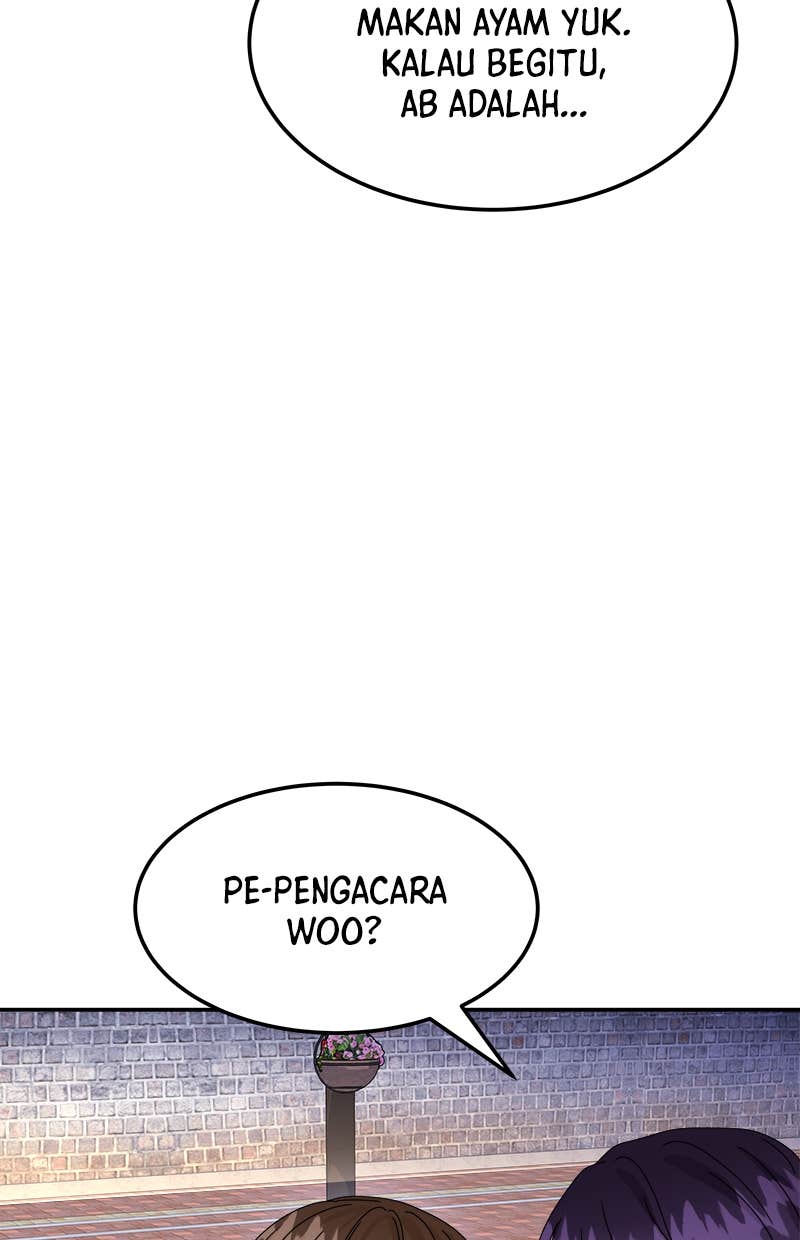 MAKAN AYAM YUK.
KALAU BEGITU,
AB ADALAH...
PE-PENGACARA
WOO?